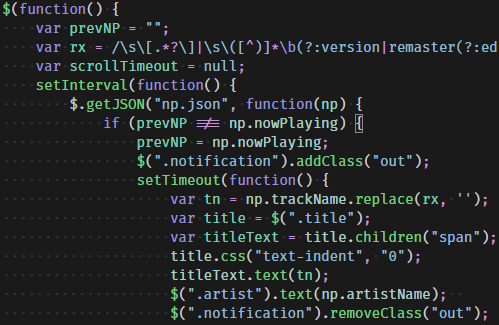 $(function() {
var prevNP = "";
var rx = /\s\[.*?\]|\s\([^)]*\b(?:version|remaster(?:ed
var scrollTimeout = null;
setInterval(function() {
$.getJSON("np.json", function(np) {
if (prevNP !== np.nowPlaying) {
prevNP = np.nowPlaying;
$(".notification").addClass("out");
setTimeout(function() {
var tn = np.trackName.replace(rx, '');
var title = $(".title");
var titleText = title.children("span");
title.css("text-indent", "0");
titleText.text(tn);
$(".artist").text(np.artistName);
$(".notification").removeClass("out");